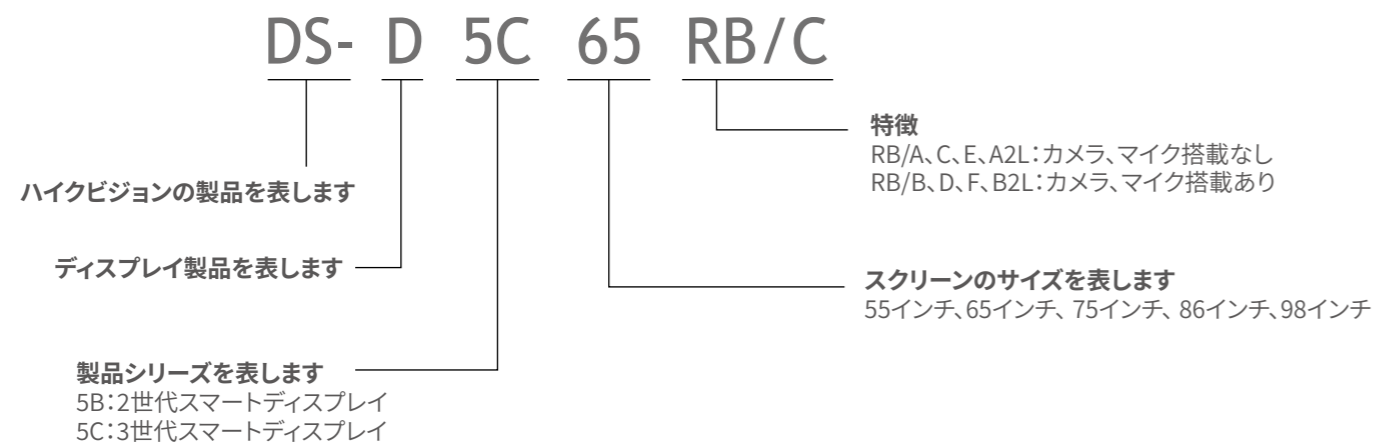 DS- D 5C 65 RB/C
特徴
RB/A、C、E、A2L：カメラ、マイク搭載なし
RB/B、D、F、B2L：カメラ、マイク搭載あり
ハイクビジョンの製品を表します
ディスプレイ製品を表します
スクリーンのサイズを表します
55インチ、65インチ、75インチ、86インチ、98インチ
製品シリーズを表します
5B：2世代スマートディスプレイ
5C：3世代スマートディスプレイ